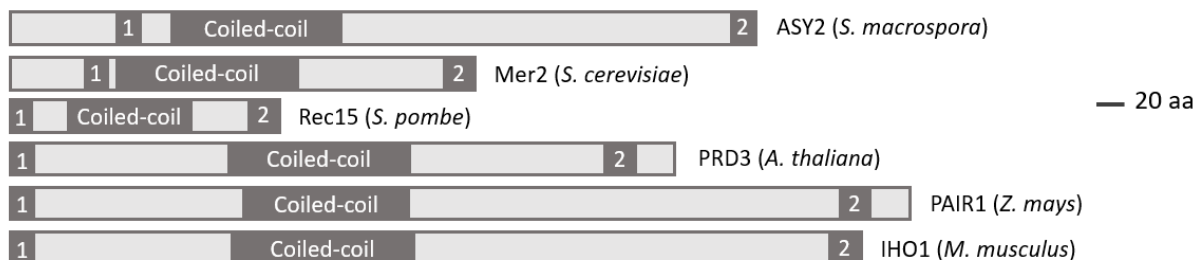 1 Coiled-coil 2 ASY2 (S. macrospora)
1 Coiled-coil 2 Mer2 (S. cerevisiae)
1 Coiled-coil 2 Rec15 (S. pombe)
20 aa
1 Coiled-coil 2 PRD3 (A. thaliana)
1 Coiled-coil 2 PAIR1 (Z. mays)
1 Coiled-coil 2 IHO1 (M. musculus)